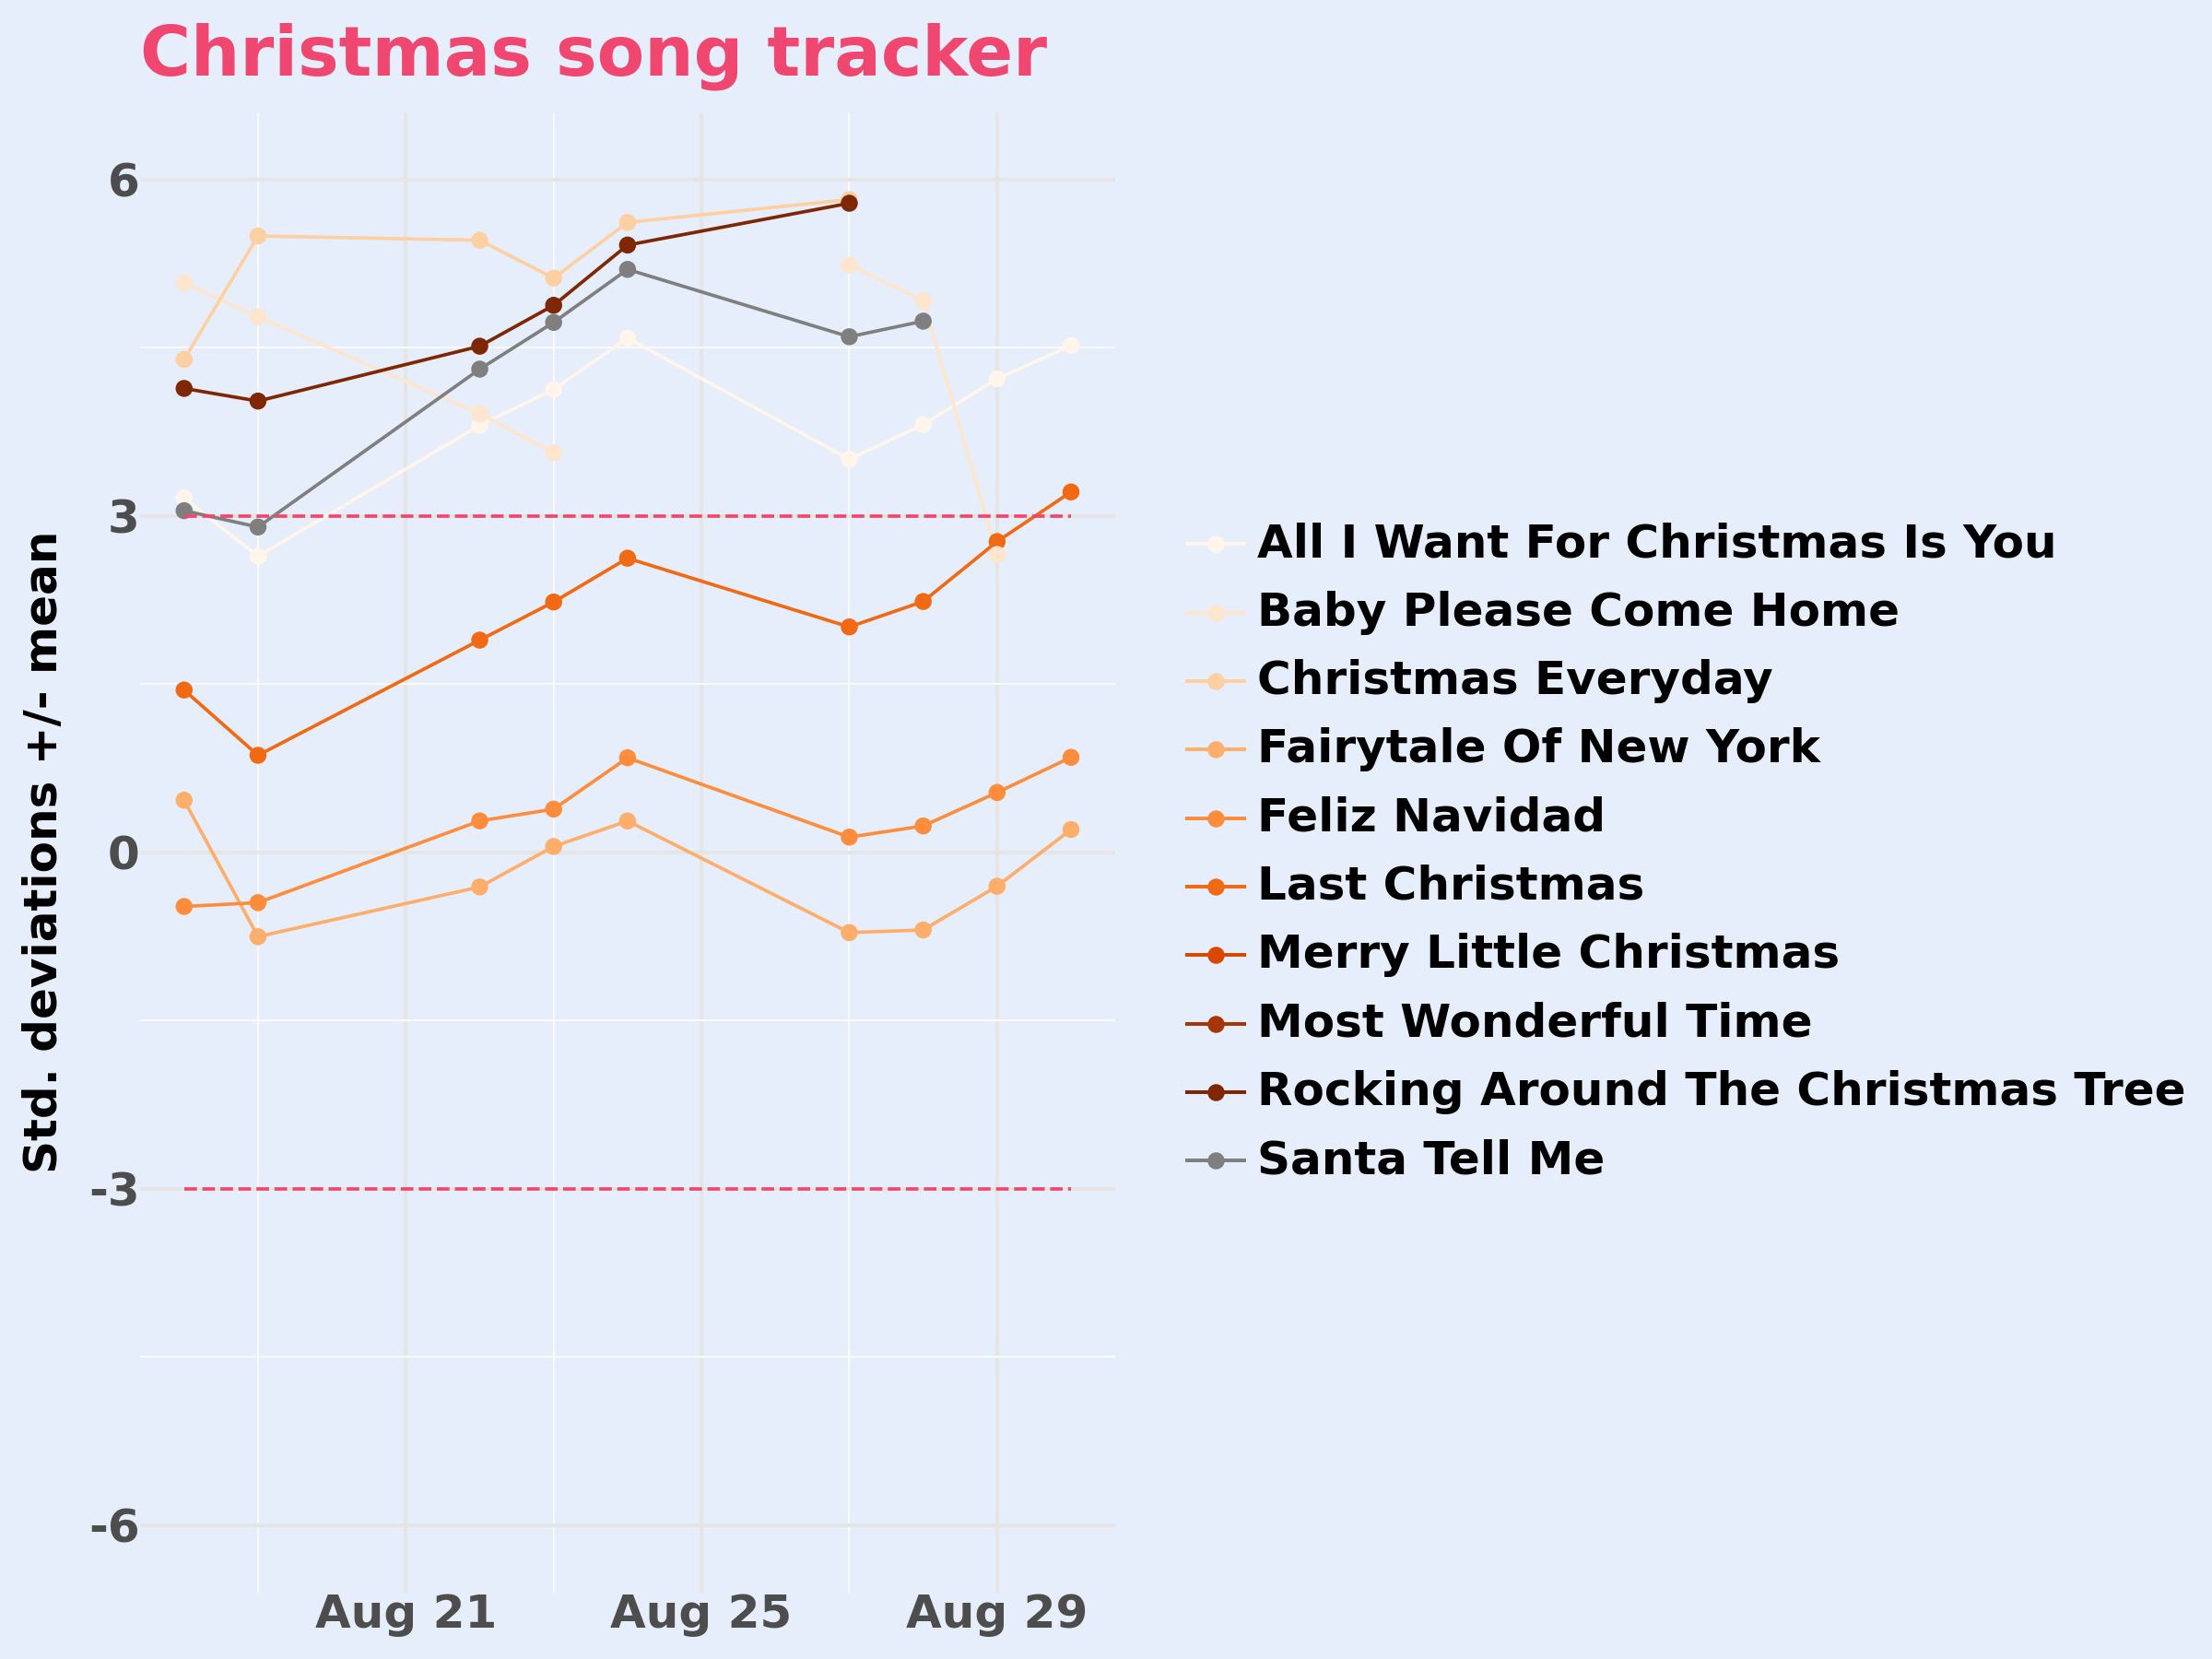 Christmas song tracker
Std. deviations +/- mean
6
3
0
-3
-6
Aug 21
Aug 25
Aug 29
All I Want For Christmas Is You
Baby Please Come Home
Christmas Everyday
Fairytale Of New York
Feliz Navidad
Last Christmas
Merry Little Christmas
Most Wonderful Time
Rocking Around The Christmas Tree
Santa Tell Me